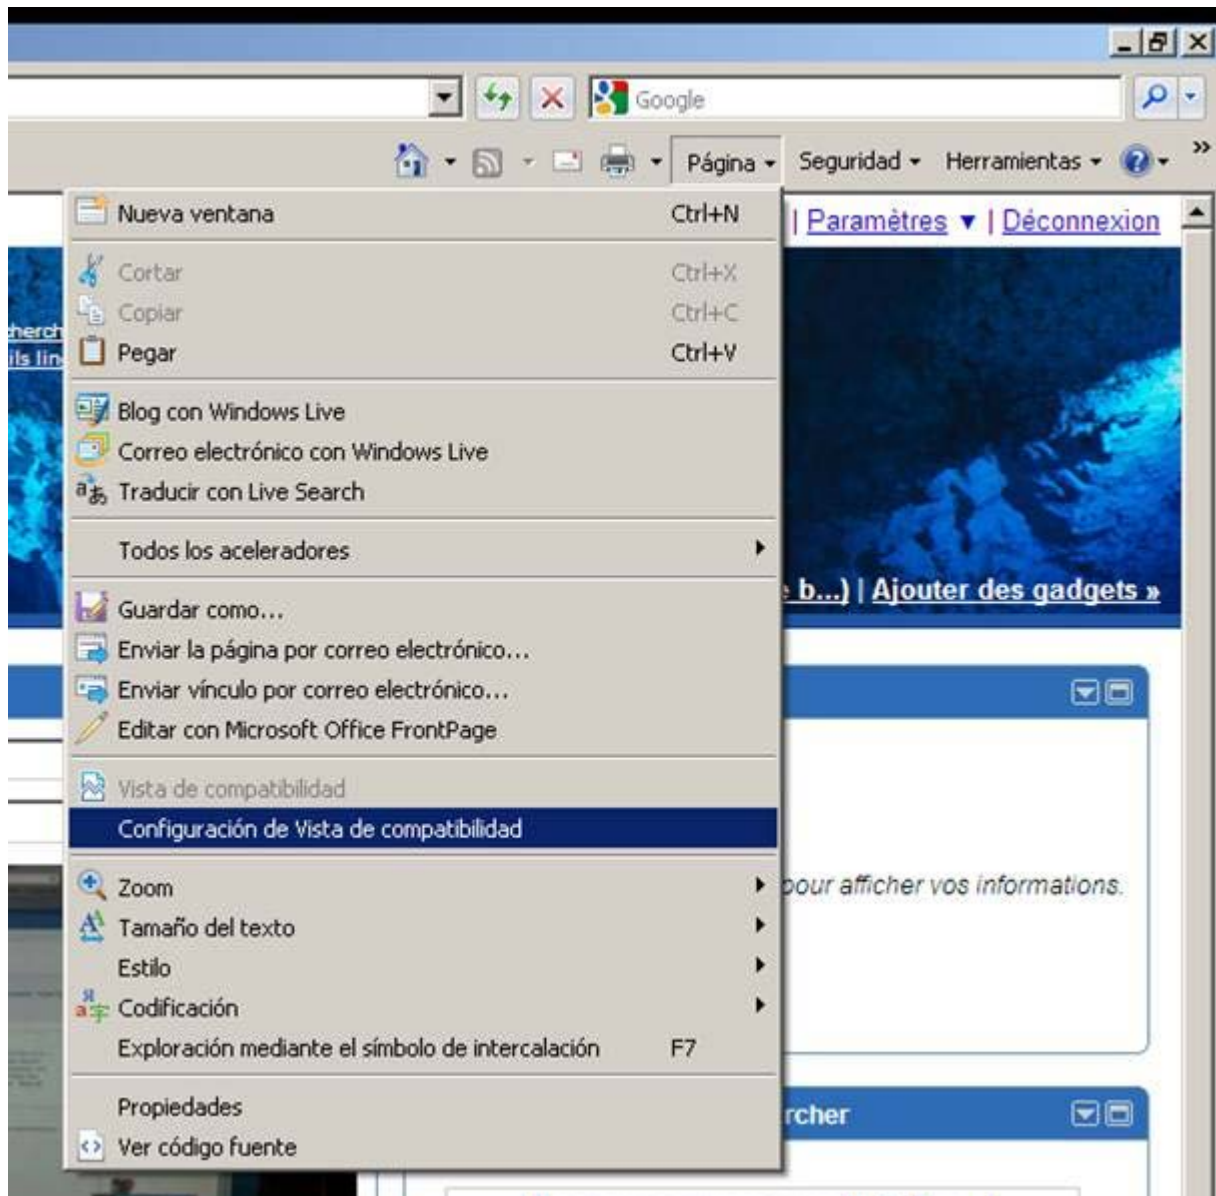 Google
Página
Seguridad
Herramientas
»
Nueva ventana Ctrl+N
| Paramètres ▼ | Déconnexion
Cortar Ctrl+X
Copiar Ctrl+C
Pegar Ctrl+V
Blog con Windows Live
Correo electrónico con Windows Live
Traducir con Live Search
Todos los aceleradores
b...) | Ajouter des gadgets »
Guardar como...
Enviar la página por correo electrónico...
Enviar vínculo por correo electrónico...
Editar con Microsoft Office FrontPage
Vista de compatibilidad
Configuración de Vista de compatibilidad
Zoom
pour afficher vos informations.
Tamaño del texto
Estilo
Codificación
Exploración mediante el símbolo de intercalación F7
Propiedades
rcher
Ver código fuente